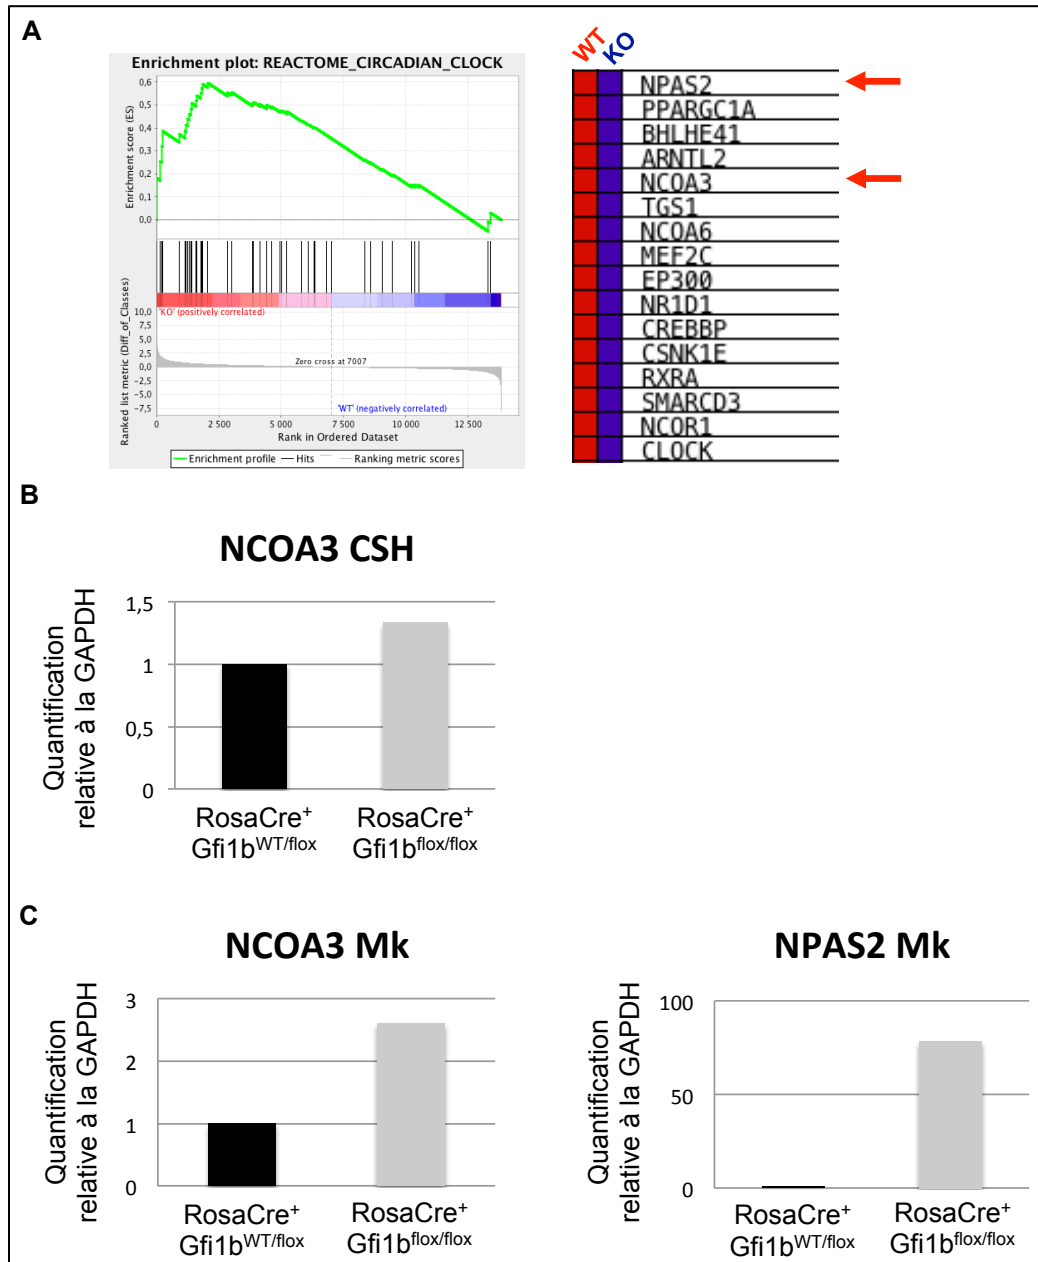 A
Enrichment plot: REACTOME_CIRCADIAN_CLOCK
Enrichment score (ES)
0,6
0,5
0,4
0,3
0,2
0,1
0,0
Ranked list metric (Diff_of_Classes)
10,0
7,5
5,0
2,5
0,0
-2,5
-5,0
-7,5
'KO' (positively correlated)
Zero cross at 7007
'WT' (negatively correlated)
0
2 500
5 000
7 500
10 000
12 500
Rank in Ordered Dataset
Enrichment profile
Hits
Ranking metric scores
WT
KO
NPAS2
PPARGC1A
BHLHE41
ARNTL2
NCOA3
TGS1
NCOA6
MEF2C
EP300
NR1D1
CREBBP
CSNK1E
RXRA
SMARCD3
NCOR1
CLOCK
B
NCOA3 CSH
Quantification
relative à la GAPDH
1,5
1
0,5
0
RosaCre+
Gfi1bWT/flox
RosaCre+
Gfi1bflox/flox
C
NCOA3 Mk
Quantification
relative à la GAPDH
3
2
1
0
RosaCre+
Gfi1bWT/flox
RosaCre+
Gfi1bflox/flox
NPAS2 Mk
Quantification
relative à la GAPDH
100
50
0
RosaCre+
Gfi1bWT/flox
RosaCre+
Gfi1bflox/flox